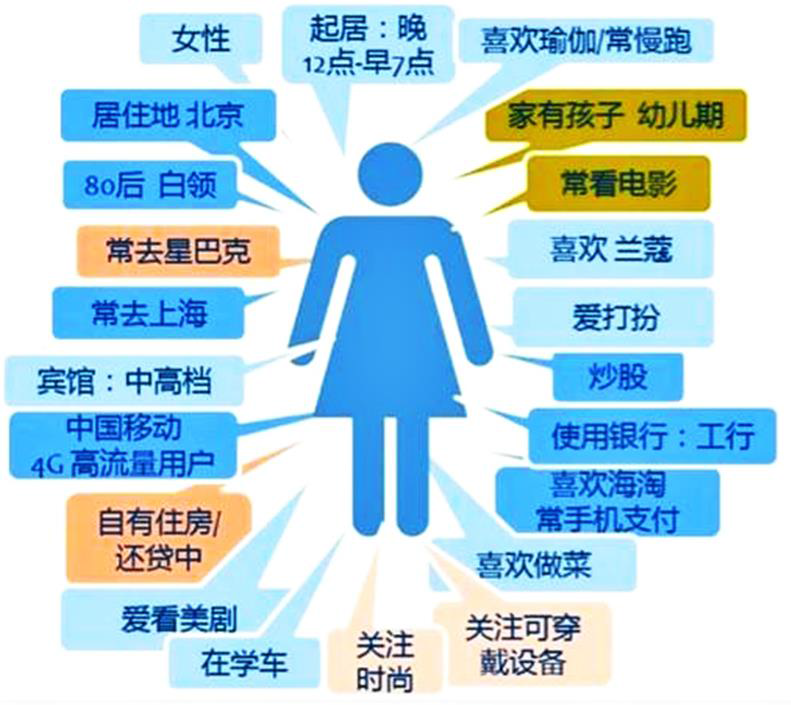 女性
起居：晚
12点-早7点
喜欢瑜伽/常慢跑
居住地 北京
家有孩子 幼儿期
80后 白领
常看电影
常去星巴克
喜欢 兰蔻
常去上海
爱打扮
宾馆：中高档
炒股
中国移动
4G 高流量用户
使用银行：工行
喜欢海淘
常手机支付
自有住房/
还贷中
喜欢做菜
爱看美剧
关注可穿
戴设备
在学车
关注
时尚